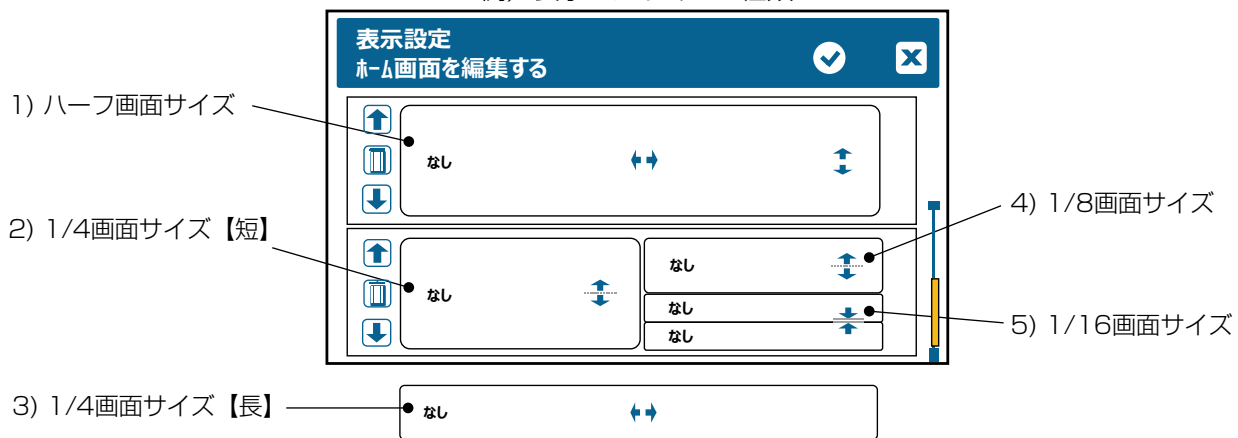 表示設定
ホーム画面を編集する
1) ハーフ画面サイズ
なし
2) 1/4画面サイズ【短】
なし
なし
4) 1/8画面サイズ
なし
なし
5) 1/16画面サイズ
3) 1/4画面サイズ【長】
なし